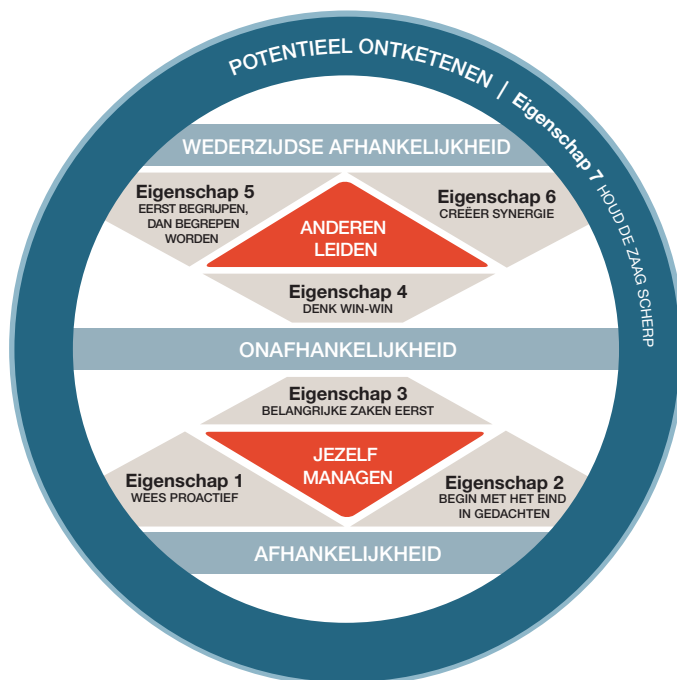 POTENTIEEL ONTKETENEN | Eigenschap 7 HOUD DE ZAAG SCHERP
WEDERZIJDSE AFHANKELIJKHEID
Eigenschap 5
EERST BEGRIJPEN,
DAN BEGREPEN
WORDEN
ANDEREN
LEIDEN
Eigenschap 6
CREËER SYNERGIE
Eigenschap 4
DENK WIN-WIN
ONAFHANKELIJKHEID
Eigenschap 3
BELANGRIJKE ZAKEN EERST
Eigenschap 1
WEES PROACTIEF
JEZELF
MANAGEN
Eigenschap 2
BEGIN MET HET EIND
IN GEDACHTEN
AFHANKELIJKHEID